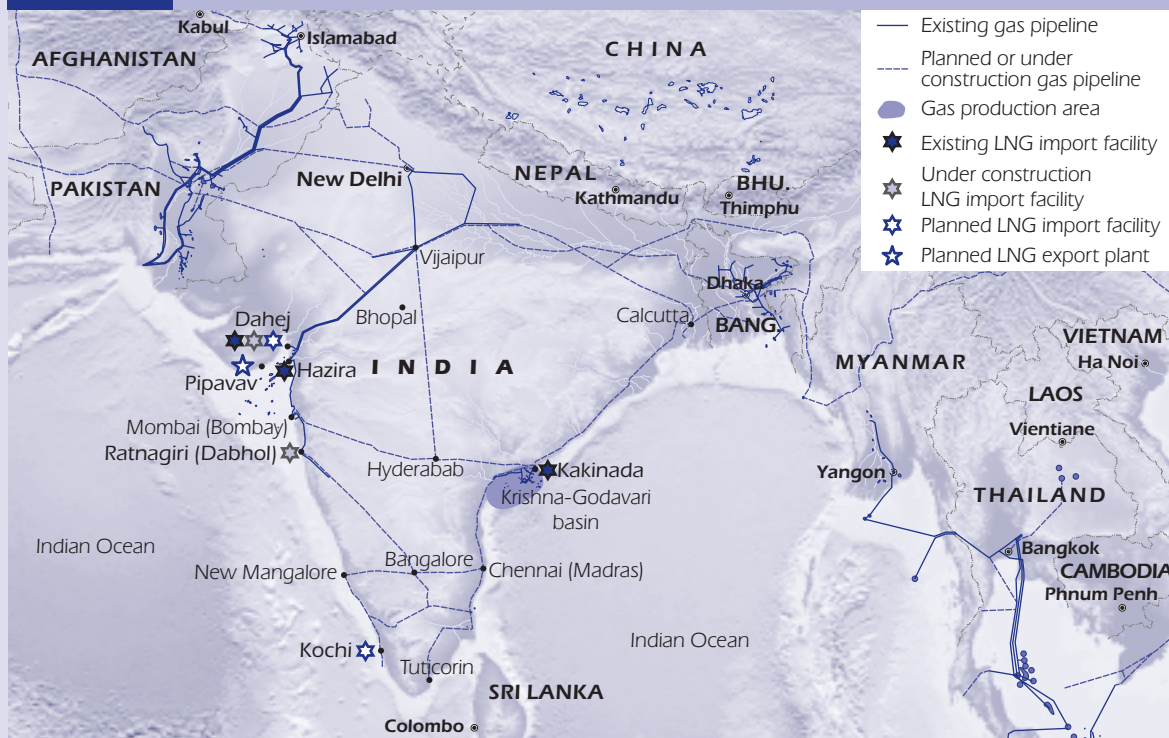 Kabul
Islamabad
AFGHANISTAN
CHINA
PAKISTAN
New Delhi
NEPAL
Kathmandu
BHU.
Thimphu
Vijaipur
Dhaka
BANG.
Calcutta
Bhopal
Dahej
INDIA
Hazira
Pipavav
MYANMAR
VIETNAM
Ha Noi
LAOS
Vientiane
Mombai (Bombay)
Ratnagiri (Dabhol)
Hyderabab
Kakinada
Krishna-Godavari
basin
Yangon
THAILAND
Indian Ocean
Bangkok
CAMBODIA
Phnum Penh
New Mangalore
Bangalore
Chennai (Madras)
Indian Ocean
Kochi
Tuticorin
SRI LANKA
Colombo
Existing gas pipeline
Planned or under
construction gas pipeline
Gas production area
Existing LNG import facility
Under construction
LNG import facility
Planned LNG import facility
Planned LNG export plant